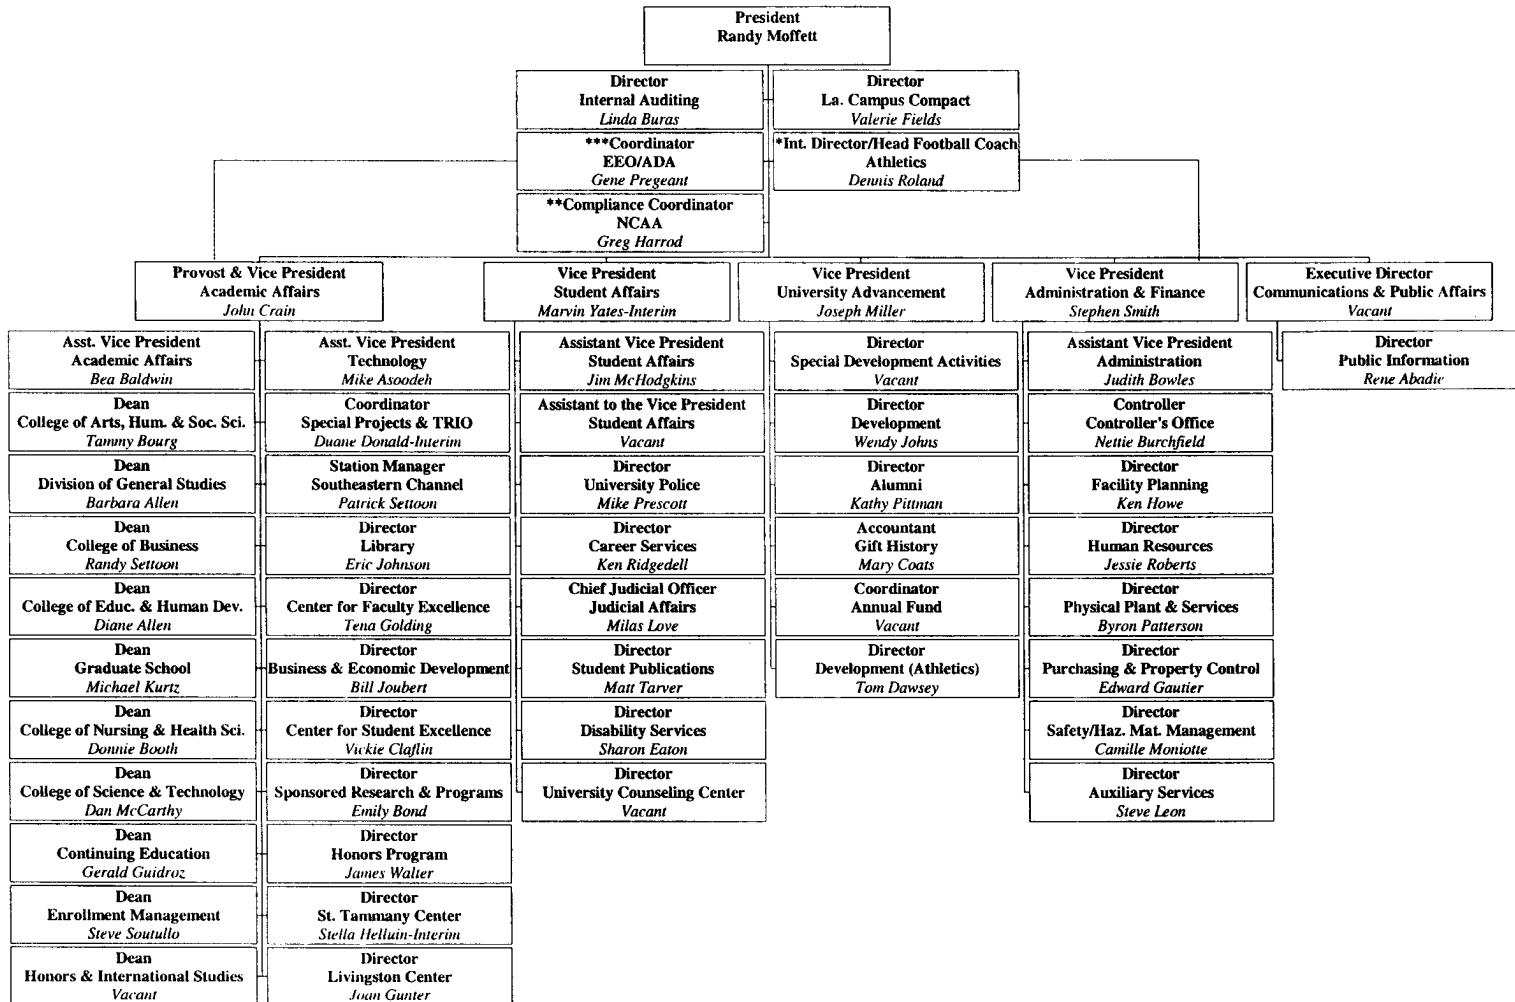 President
Randy Moffett
Director
Internal Auditing
Linda Buras
Director
La. Campus Compact
Valerie Fields
***Coordinator
EEO/ADA
Gene Pregeant
*Int. Director/Head Football Coach
Athletics
Dennis Roland
**Compliance Coordinator
NCAA
Greg Harrod
Provost & Vice President
Academic Affairs
John Crain
Vice President
Student Affairs
Marvin Yates-Interim
Vice President
University Advancement
Joseph Miller
Vice President
Administration & Finance
Stephen Smith
Executive Director
Communications & Public Affairs
Vacant
Asst. Vice President
Academic Affairs
Bea Baldwin
Dean
College of Arts, Hum. & Soc. Sci.
Tammy Bourg
Dean
Division of General Studies
Barbara Allen
Dean
College of Business
Randy Settoon
Dean
College of Educ. & Human Dev.
Diane Allen
Dean
Graduate School
Michael Kurtz
Dean
College of Nursing & Health Sci.
Donnie Booth
Dean
College of Science & Technology
Dan McCarthy
Dean
Continuing Education
Gerald Guidroz
Dean
Enrollment Management
Steve Soutullo
Dean
Honors & International Studies
Vacant
Asst. Vice President
Technology
Mike Asoodeh
Coordinator
Special Projects & TRIO
Duane Donald-Interim
Station Manager
Southeastern Channel
Patrick Settoon
Director
Library
Eric Johnson
Director
Center for Faculty Excellence
Tena Golding
Director
Business & Economic Development
Bill Joubert
Director
Center for Student Excellence
Vickie Claflin
Director
Sponsored Research & Programs
Emily Bond
Director
Honors Program
James Walter
Director
St. Tammany Center
Stella Helluin-Interim
Director
Livingston Center
Joan Gunter
Assistant Vice President
Student Affairs
Jim McHodgkins
Assistant to the Vice President
Student Affairs
Vacant
Director
University Police
Mike Prescott
Director
Career Services
Ken Ridgedell
Chief Judicial Officer
Judicial Affairs
Milas Love
Director
Student Publications
Matt Tarver
Director
Disability Services
Sharon Eaton
Director
University Counseling Center
Vacant
Director
Special Development Activities
Vacant
Director
Development
Wendy Johns
Director
Alumni
Kathy Pittman
Accountant
Gift History
Mary Coats
Coordinator
Annual Fund
Vacant
Director
Development (Athletics)
Tom Dawsey
Assistant Vice President
Administration
Judith Bowles
Controller
Controller's Office
Nettie Burchfield
Director
Facility Planning
Ken Howe
Director
Human Resources
Jessie Roberts
Director
Physical Plant & Services
Byron Patterson
Director
Purchasing & Property Control
Edward Gautier
Director
Safety/Haz. Mat. Management
Camille Moniotte
Director
Auxiliary Services
Steve Leon
Director
Public Information
Rene Abadie